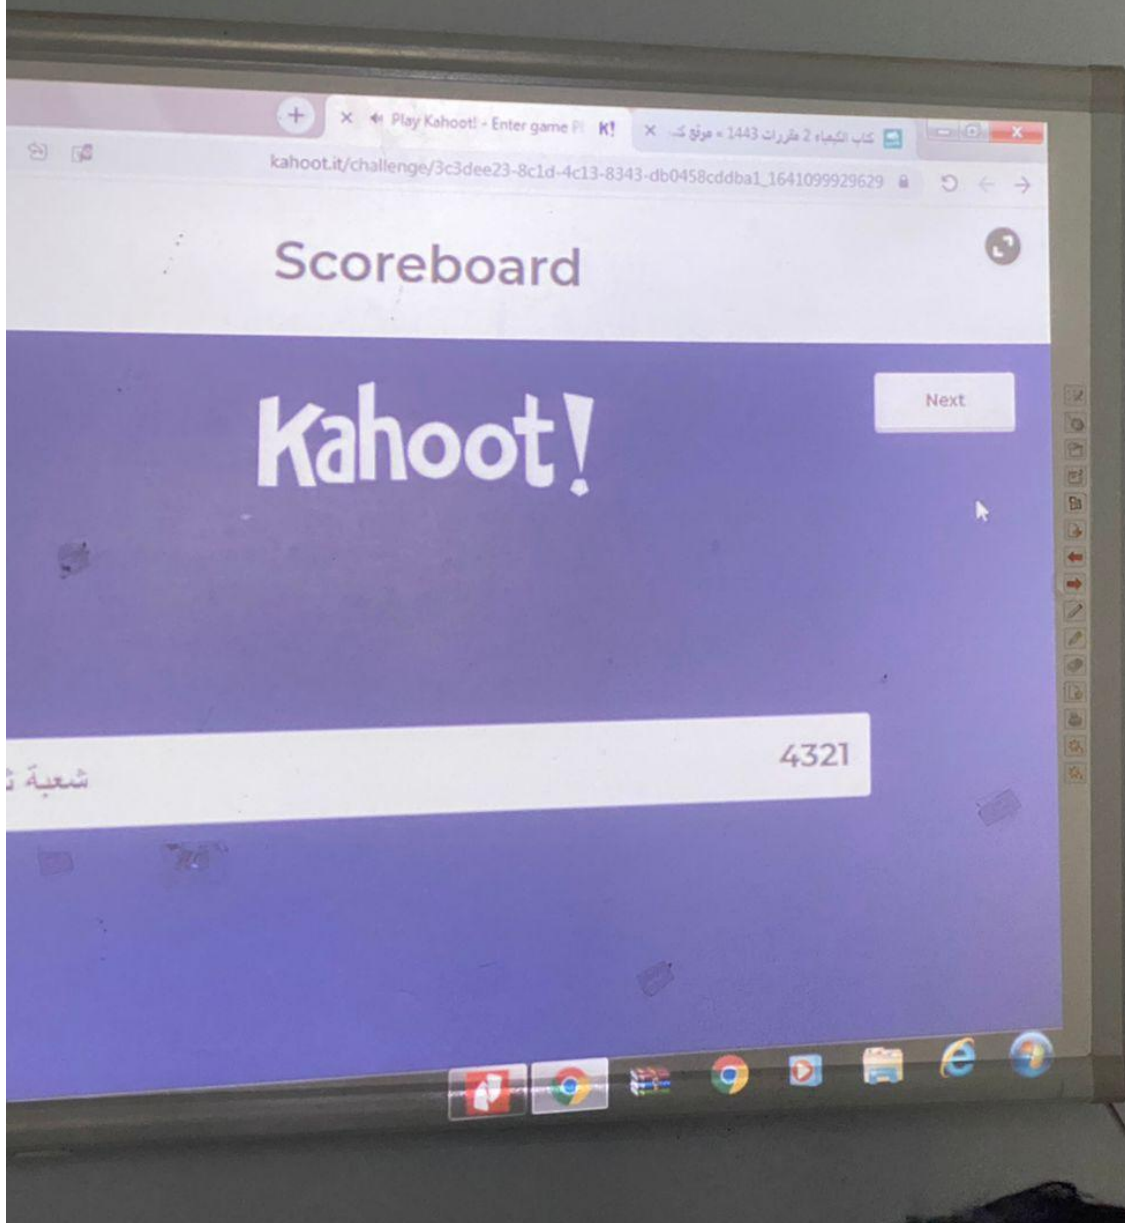 Play Kahoot! - Enter game P
K!
كتاب الكيمياء 2 مقررات 1443 » موقع كـ
kahoot.it/challenge/3c3dee23-8c1d-4c13-8343-db0458cddba1_1641099929629
Scoreboard
Kahoot!
Next
شعبة
4321